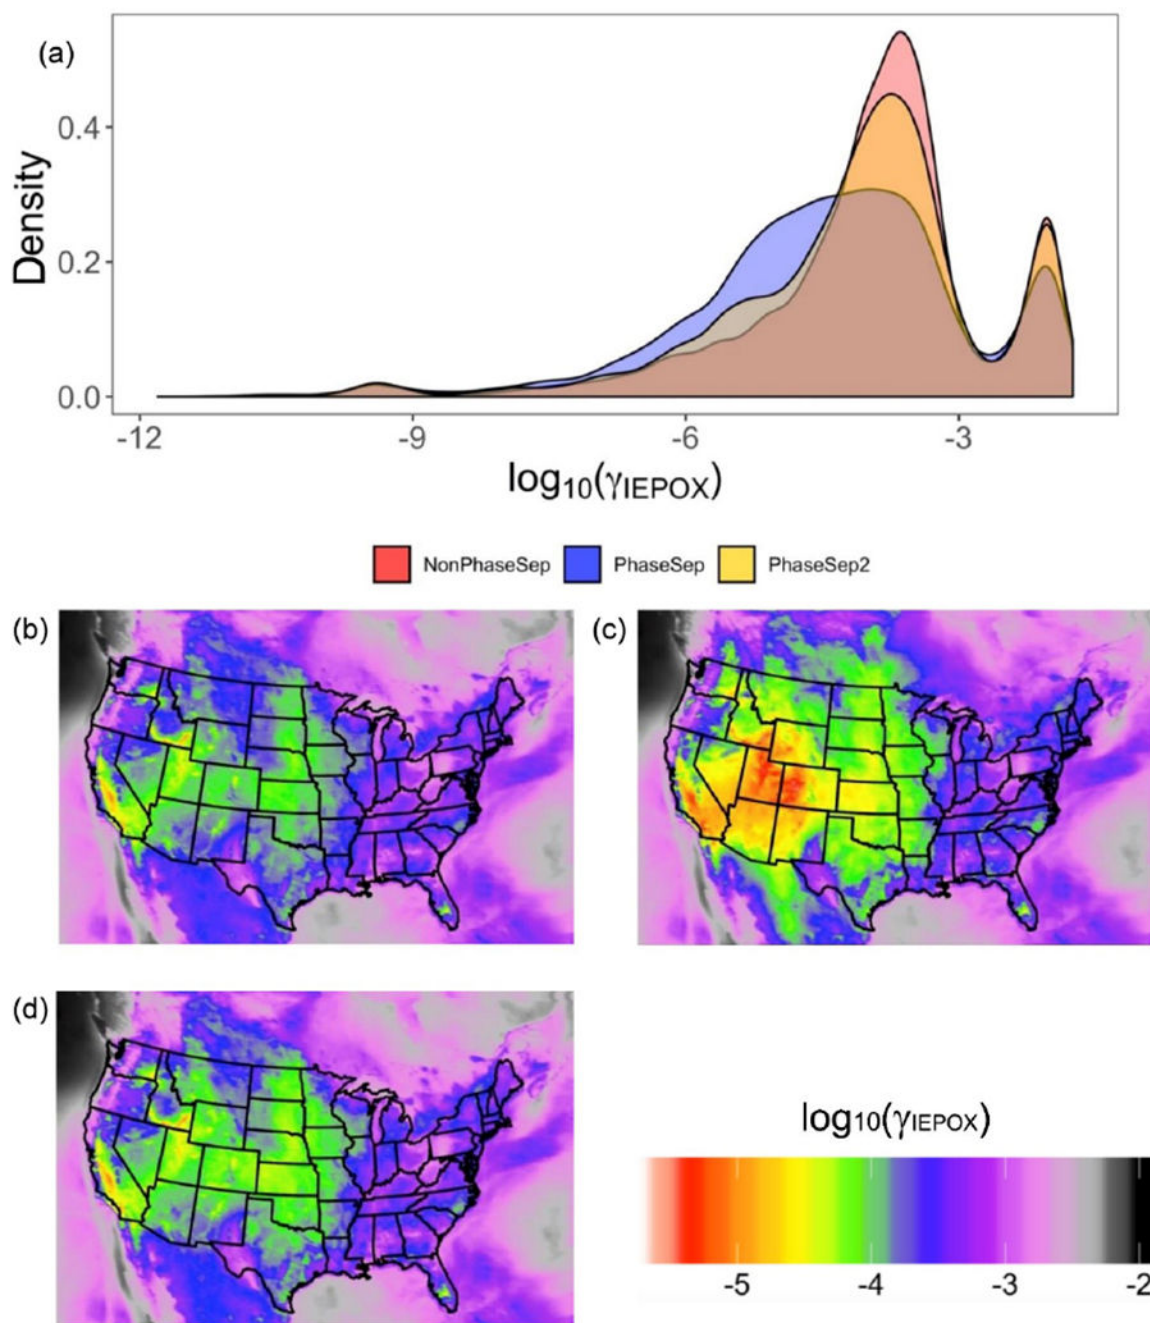 (a)
Density
0.4
0.2
0.0
-12 -9 -6 -3
log₁₀(γIEPOX)
NonPhaseSep PhaseSep PhaseSep2
(b) (c)
(d)
log₁₀(γIEPOX)
-5 -4 -3 -2